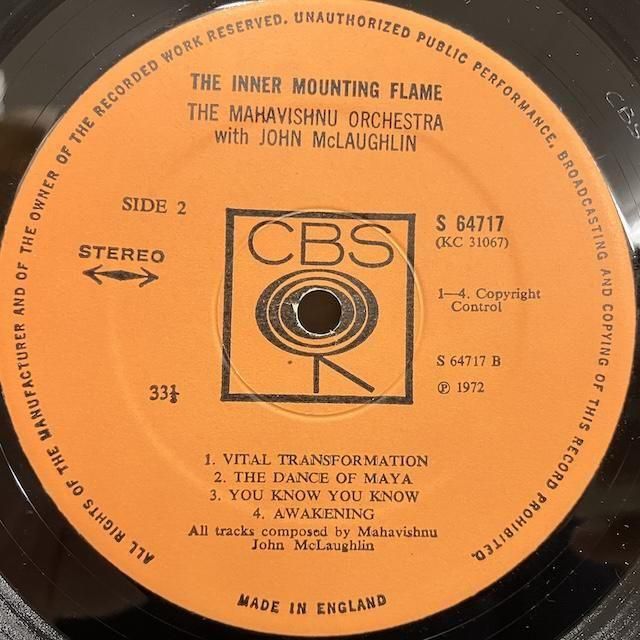 ALL RIGHTS OF THE MANUFACTURER AND OF THE OWNER OF THE RECORDED WORK RESERVED. UNAUTHORIZED PUBLIC PERFORMANCE, BROADCASTING AND COPYING OF THIS RECORD PROHIBITED.
THE INNER MOUNTING FLAME
THE MAHAVISHNU ORCHESTRA
with JOHN McLAUGHLIN
SIDE 2
STEREO
33⅓
CBS
S 64717
(KC 31067)
1—4. Copyright
Control
S 64717 B
℗ 1972
1. VITAL TRANSFORMATION
2. THE DANCE OF MAYA
3. YOU KNOW YOU KNOW
4. AWAKENING
All tracks composed by Mahavishnu
John McLaughlin
MADE IN ENGLAND
CBS